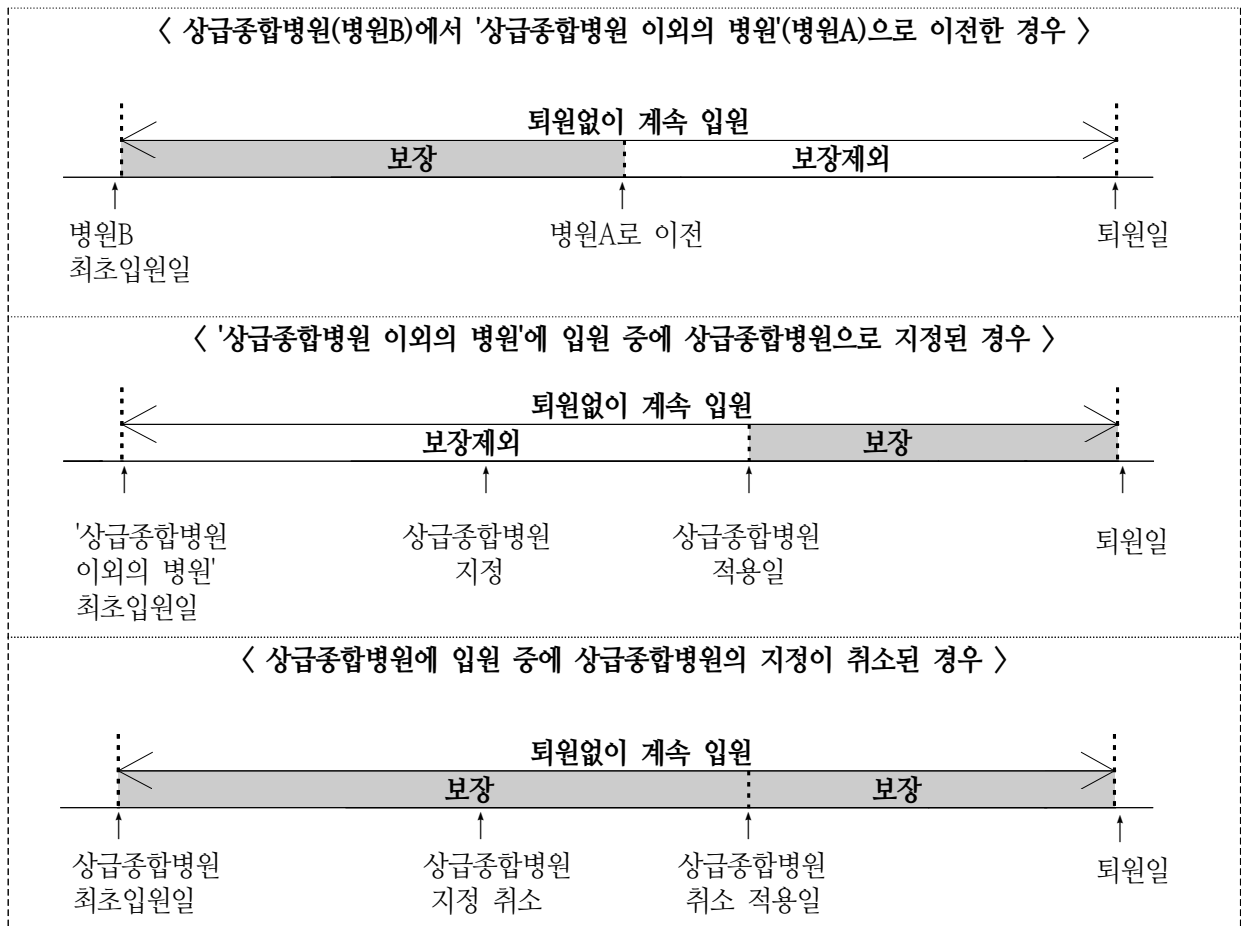 〈 상급종합병원(병원B)에서 '상급종합병원 이외의 병원'(병원A)으로 이전한 경우 〉
퇴원없이 계속 입원
보장
보장제외
병원B
최초입원일
병원A로 이전
퇴원일
〈 '상급종합병원 이외의 병원'에 입원 중에 상급종합병원으로 지정된 경우 〉
퇴원없이 계속 입원
보장제외
보장
'상급종합병원
이외의 병원'
최초입원일
상급종합병원
지정
상급종합병원
적용일
퇴원일
〈 상급종합병원에 입원 중에 상급종합병원의 지정이 취소된 경우 〉
퇴원없이 계속 입원
보장
보장
상급종합병원
최초입원일
상급종합병원
지정 취소
상급종합병원
취소 적용일
퇴원일